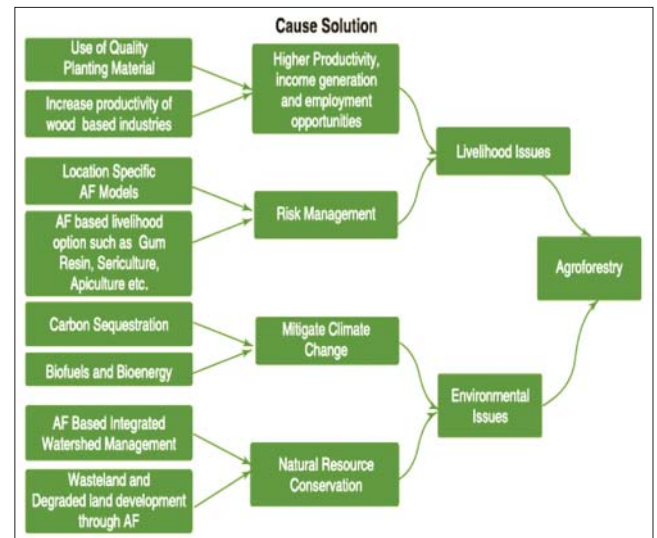 Cause Solution
Use of Quality
Planting Material
Increase productivity of
wood based industries
Higher Productivity,
income generation
and employment
opportunities
Location Specific
AF Models
AF based livelihood
option such as Gum
Resin, Sericulture,
Apiculture etc.
Risk Management
Livelihood Issues
Agroforestry
Carbon Sequestration
Biofuels and Bioenergy
Mitigate Climate
Change
AF Based Integrated
Watershed Management
Wasteland and
Degraded land development
through AF
Natural Resource
Conservation
Environmental
Issues